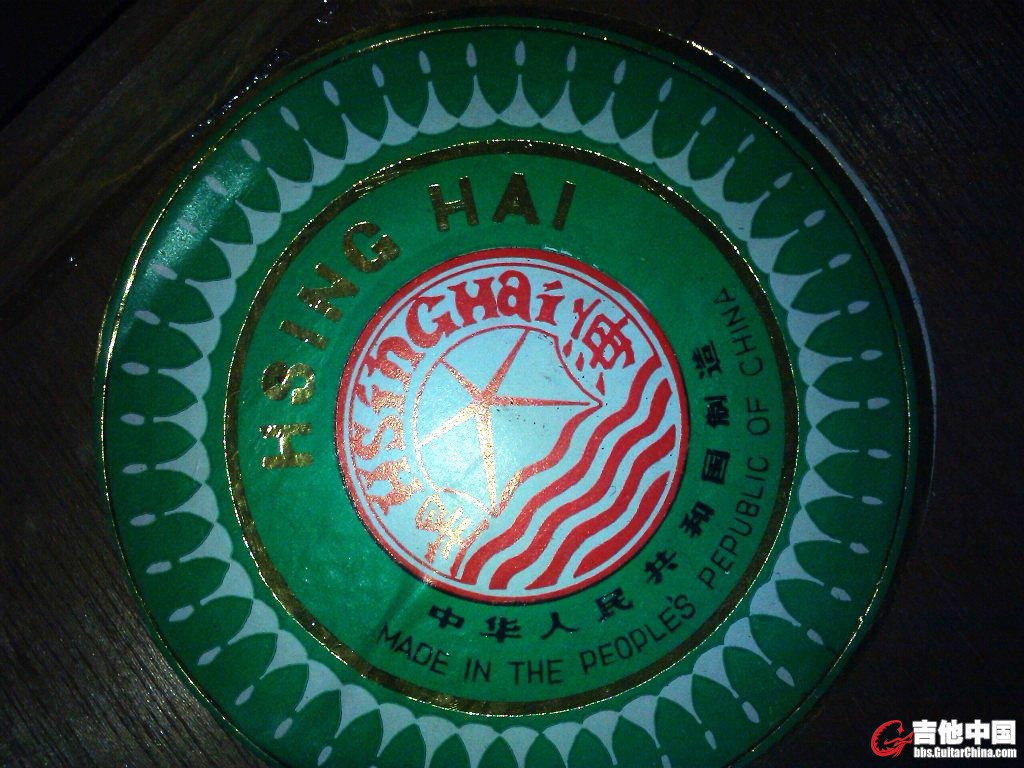 HSING HAI
HSINGHAI
星海
中华人民共和国制造
MADE IN THE PEOPLE'S PEPUBLIC OF CHINA
吉他中国
bbs.GuitarChina.com